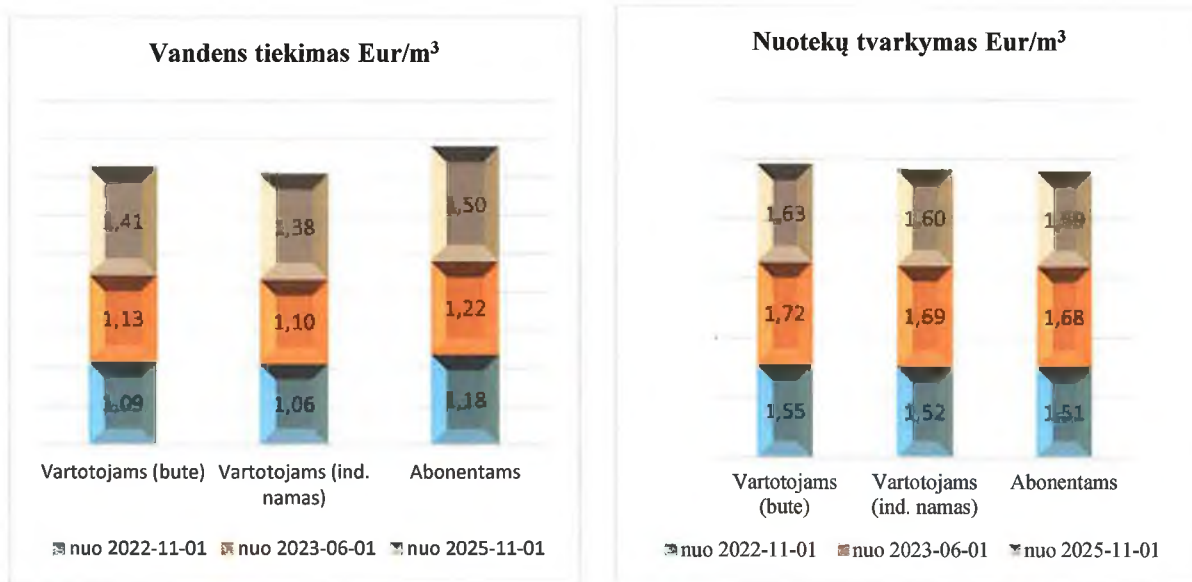 Vandens tiekimas Eur/m³
1,41
1,38
1,50
1,13
1,10
1,22
1,09
1,06
1,18
Vartotojams (bute)
Vartotojams (ind.
namas)
Abonentams
nuo 2022-11-01
nuo 2023-06-01
nuo 2025-11-01
Nuotekų tvarkymas Eur/m³
1,63
1,60
1,59
1,72
1,69
1,68
1,55
1,52
1,51
Vartotojams
(bute)
Vartotojams
(ind. namas)
Abonentams
nuo 2022-11-01
nuo 2023-06-01
nuo 2025-11-01